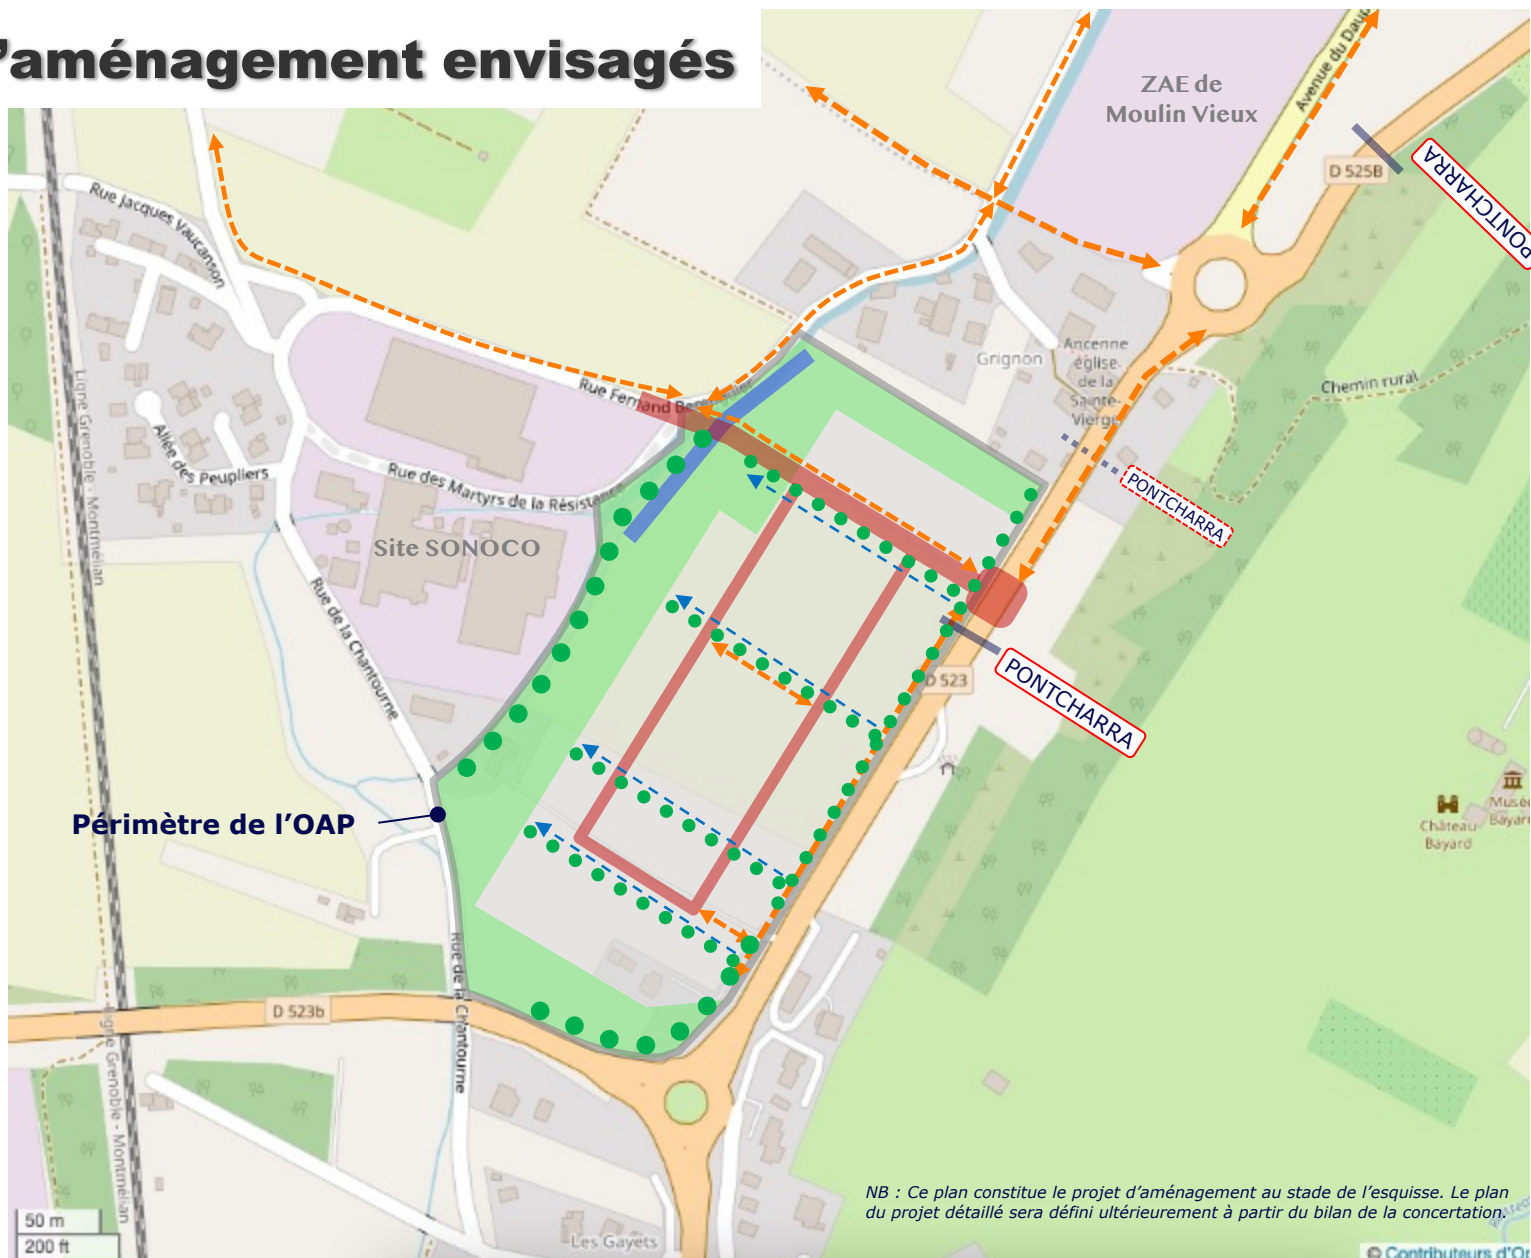 ’aménagement envisagés
ZAE de
Moulin Vieux
Avenue du Daup
D 525B
PONTCHARRA
Rue Jacques Vaucanson
Grignon
Ancenne
église
de la
Sainte-
Vierge
Chemin rural
Rue Fernand
Ligne Grenoble - Montmélian
Allée des Peupliers
Rue des Martyrs de la Résistance
PONTCHARRA
Site SONOCO
Rue de la Chantourne
D 523
PONTCHARRA
Périmètre de l’OAP
Château
Bayard
Musée
Bayard
Rue de la Chantourne
D 523b
Ligne Grenoble - Montmélian
NB : Ce plan constitue le projet d’aménagement au stade de l’esquisse. Le plan
du projet détaillé sera défini ultérieurement à partir du bilan de la concertation.
50 m
200 ft
Les Gayets
© Contributeurs d’O